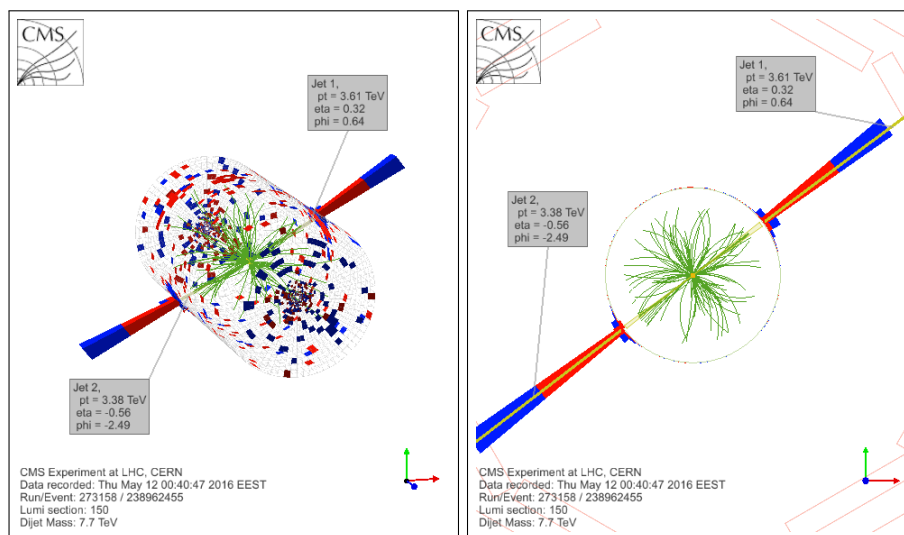 CMS
Jet 1,
pt = 3.61 TeV
eta = 0.32
phi = 0.64
Jet 2,
pt = 3.38 TeV
eta = -0.56
phi = -2.49
CMS Experiment at LHC, CERN
Data recorded: Thu May 12 00:40:47 2016 EEST
Run/Event: 273158 / 238962455
Lumi section: 150
Dijet Mass: 7.7 TeV
CMS
Jet 1,
pt = 3.61 TeV
eta = 0.32
phi = 0.64
Jet 2,
pt = 3.38 TeV
eta = -0.56
phi = -2.49
CMS Experiment at LHC, CERN
Data recorded: Thu May 12 00:40:47 2016 EEST
Run/Event: 273158 / 238962455
Lumi section: 150
Dijet Mass: 7.7 TeV